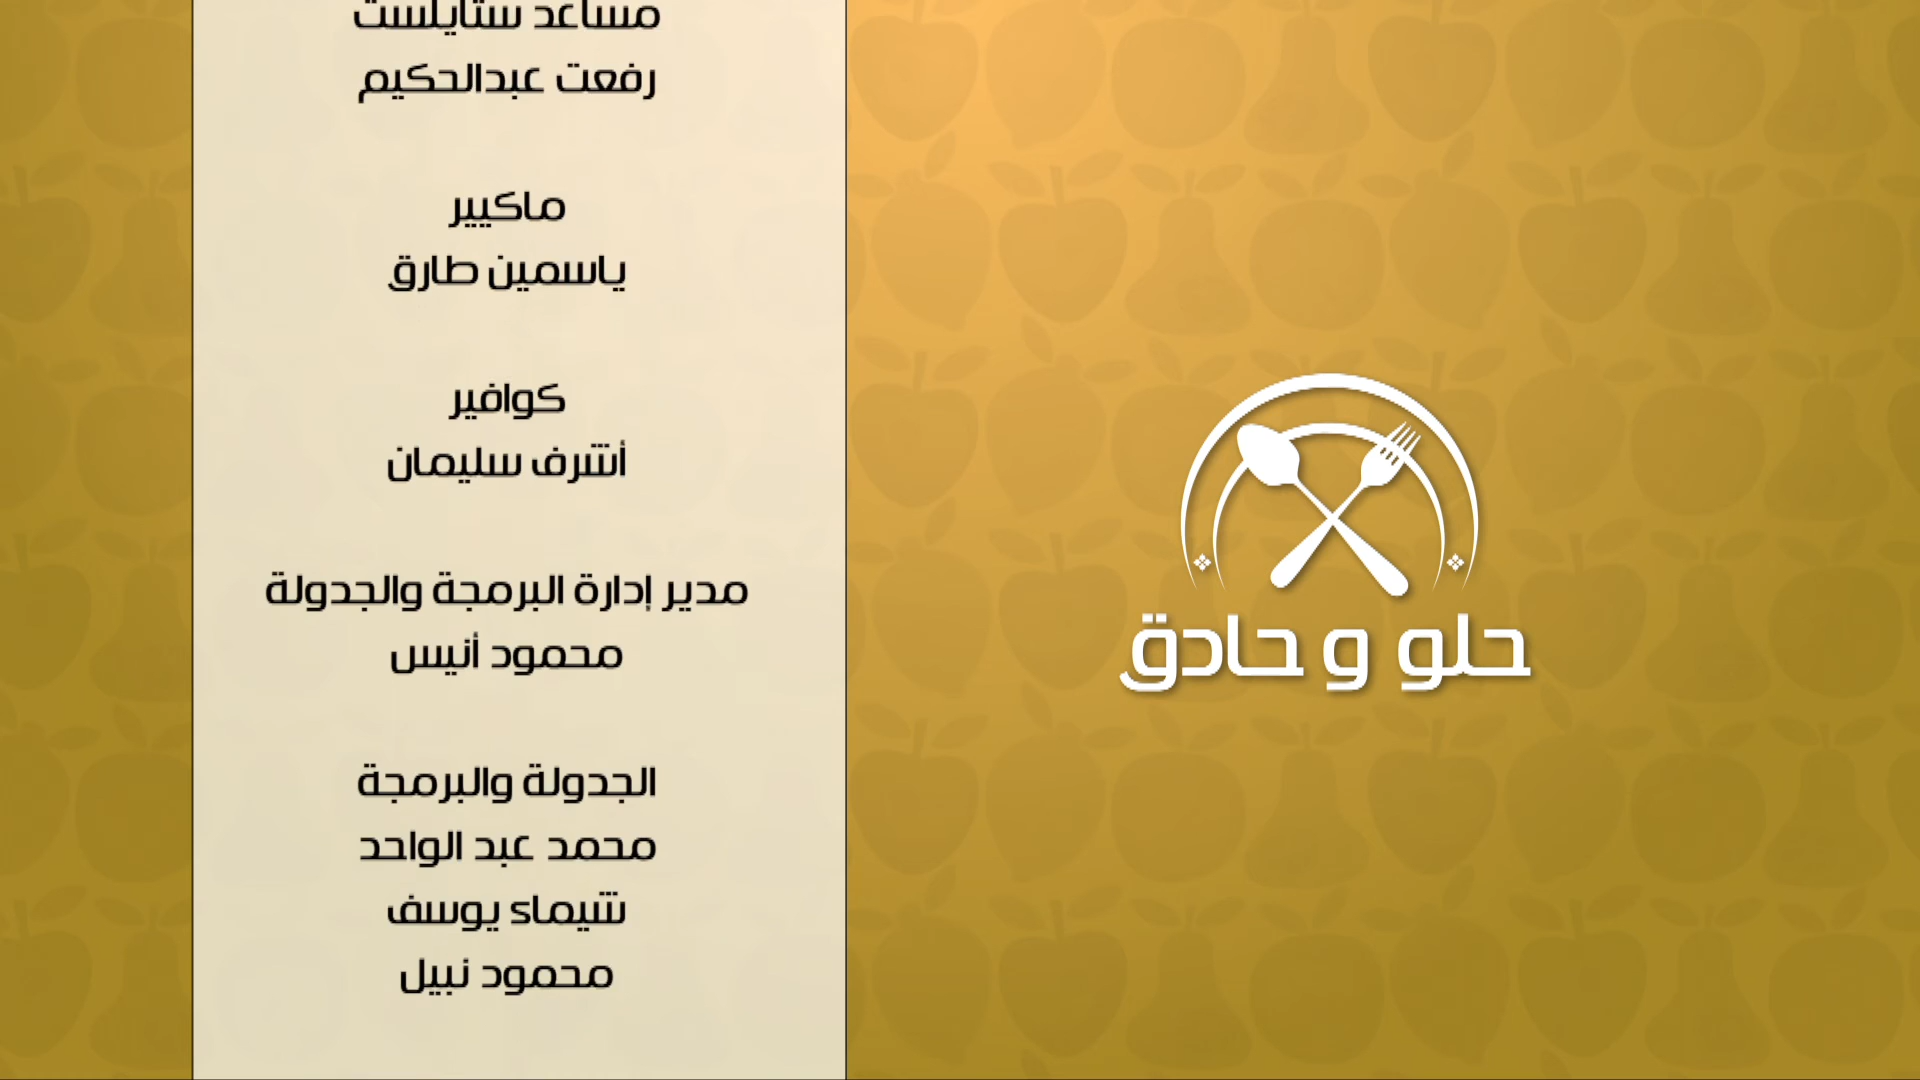 مساعد ستايلست
رفعت عبدالحكيم
ماكيير
ياسمين طارق
كوافير
أشرف سليمان
مدير إدارة البرمجة والجدولة
محمود أنيس
الجدولة والبرمجة
محمد عبد الواحد
شيماء يوسف
محمود نبيل
حلو و حادق